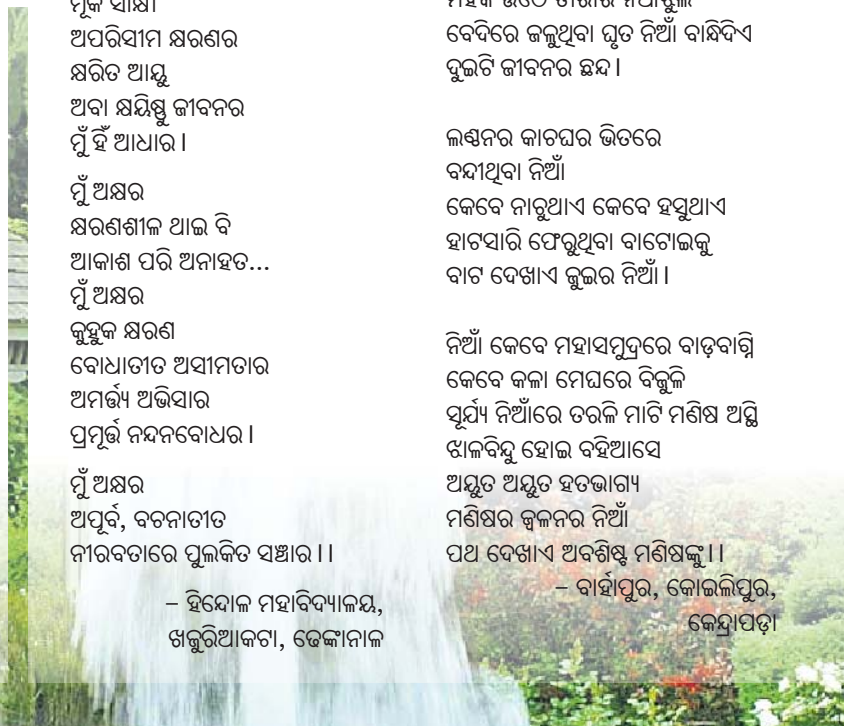 ମୂକ ସାକ୍ଷୀ
ଅପରିସୀମ କ୍ଷରଣର
କ୍ଷରିତ ଆୟୁ
ଅବା କ୍ଷୟିଷ୍ଣୁ ଜୀବନର
ମୁଁ ହିଁ ଆଧାର ।
ମୁଁ ଅକ୍ଷର
କ୍ଷରଣଶୀଳ ଥାଇ ବି
ଆକାଶ ପରି ଅନାହତ...
ମୁଁ ଅକ୍ଷର
କୁହୁକ କ୍ଷରଣ
ବୋଧାତୀତ ଅସୀମତାର
ଅମର୍ତ୍ତ୍ୟ ଅଭିସାର
ପ୍ରମୂର୍ତ୍ତ ନନ୍ଦନବୋଧର ।
ମୁଁ ଅକ୍ଷର
ଅପୂର୍ବ, ବଚନାତୀତ
ନୀରବତାରେ ପୁଲକିତ ସଞ୍ଚାର ।।
– ହିନ୍ଦୋଳ ମହାବିଦ୍ୟାଳୟ,
ଖଜୁରିଆକଟା, ଢେଙ୍କାନାଳ
ବେଦିରେ ଜଳୁଥିବା ଘୃତ ନିଆଁ ବାନ୍ଧିଦିଏ
ଦୁଇଟି ଜୀବନର ଛନ୍ଦ ।
ଲଣ୍ଠନର କାଚଘର ଭିତରେ
ବନ୍ଦୀଥିବା ନିଆଁ
କେବେ ନାଚୁଥାଏ କେବେ ହସୁଥାଏ
ହାଟସାରି ଫେରୁଥିବା ବାଟୋଇକୁ
ବାଟ ଦେଖାଏ ଜୁଇର ନିଆଁ ।
ନିଆଁ କେବେ ମହାସମୁଦ୍ରରେ ବାଡ଼ବାଗ୍ନି
କେବେ କଳା ମେଘରେ ବିଜୁଳି
ସୂର୍ଯ୍ୟ ନିଆଁରେ ତରଳି ମାଟି ମଣିଷ ଅସ୍ଥି
ଝାଳବିନ୍ଦୁ ହୋଇ ବହିଆସେ
ଅୟୁତ ଅୟୁତ ହତଭାଗ୍ୟ
ମଣିଷର ଜ୍ୱଳନର ନିଆଁ
ପଥ ଦେଖାଏ ଅବଶିଷ୍ଟ ମଣିଷଙ୍କୁ ।।
– ବାର୍ହାପୁର, କୋଇଲିପୁର,
କେନ୍ଦ୍ରାପଡ଼ା